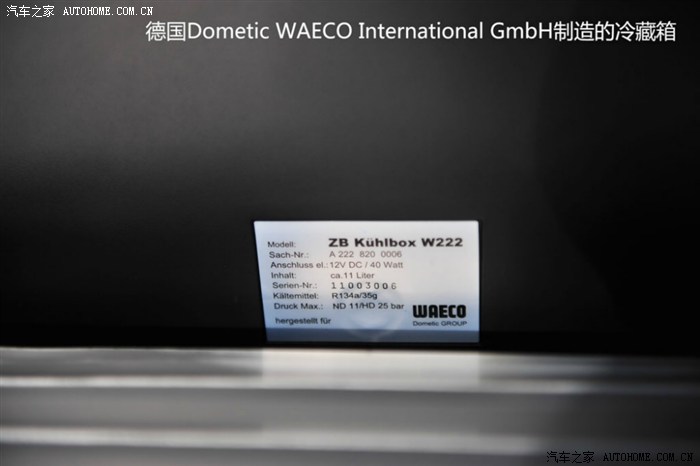 汽车之家 AUTOHOME.COM.CN
德国Dometic WAECO International GmbH制造的冷藏箱
Modell: ZB Kühlbox W222
Sach-Nr.: A 222 820 0006
Anschluss el.: 12V DC / 40 Watt
Inhalt: ca.11 Liter
Serien-Nr.: 11003006
Kältemittel: R134a/35g
Druck Max.: ND 11/HD 25 bar
WAECO
hergestellt für
Dometic GROUP
汽车之家 AUTOHOME.COM.CN